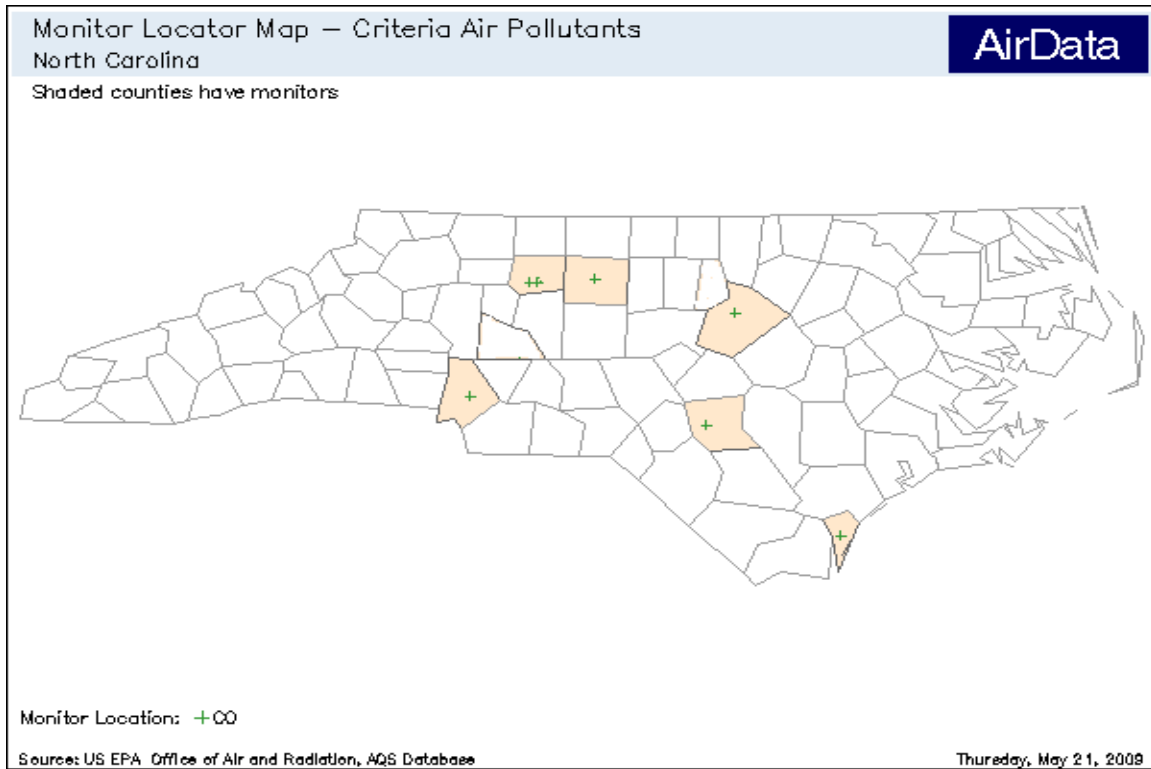 Monitor Locator Map – Criteria Air Pollutants
AirData
North Carolina
Shaded counties have monitors
Monitor Location: +CO
Source: US EPA Office of Air and Radiation, AQS Database
Thursday, May 21, 2009